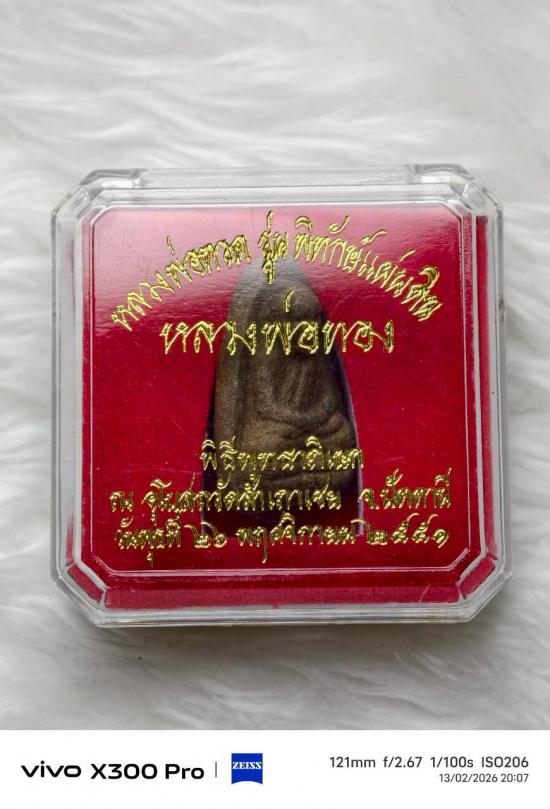 หลวงพ่อทวด รุ่น พิทักษ์แผ่นดิน
หลวงพ่อทอง
พิธีพุทธาภิเษก
ณ อุโบสถวัดสำเภาเชย จ.ปัตตานี
วันพุธที่ ๒๖ พฤศจิกายน ๒๕๕๑
vivo X300 Pro | ZEISS
121mm f/2.67 1/100s ISO206
13/02/2026 20:07